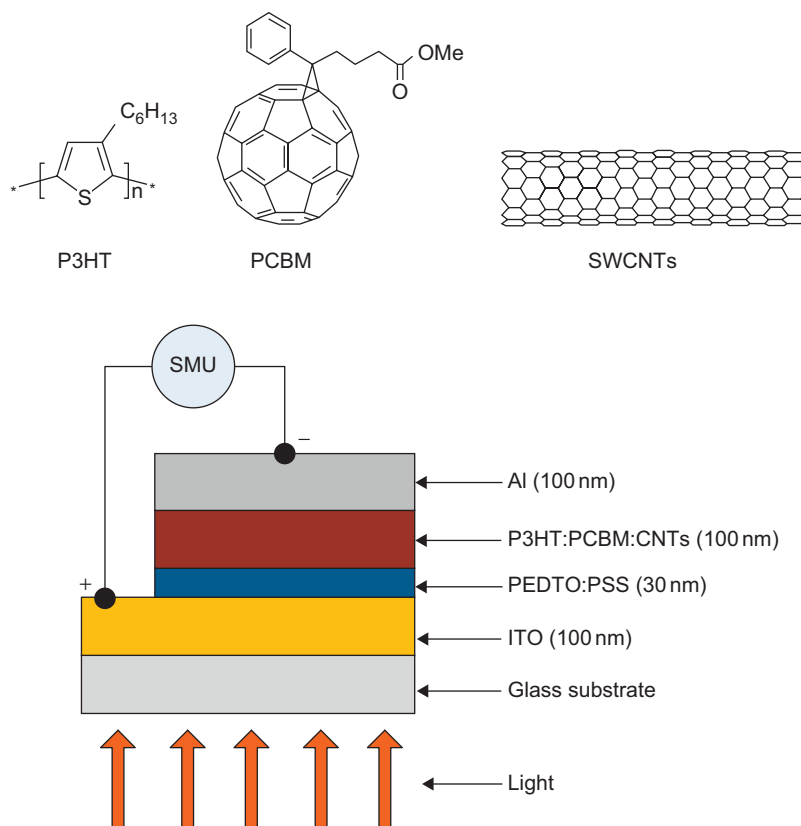 OMe
O
C6H13
S
n
*
*
P3HT
PCBM
SWCNTs
SMU
−
+
Al (100 nm)
P3HT:PCBM:CNTs (100 nm)
PEDTO:PSS (30 nm)
ITO (100 nm)
Glass substrate
Light